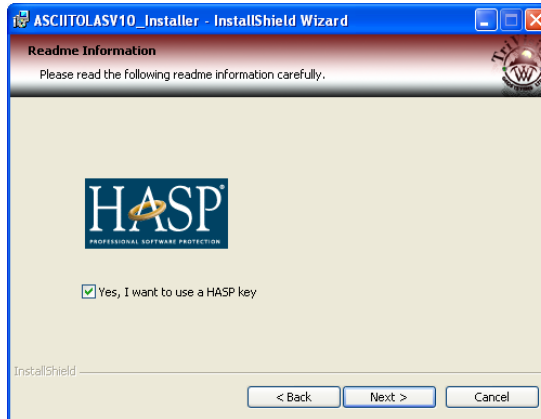 ASCIITOLASV10_Installer - InstallShield Wizard
Readme Information
Please read the following readme information carefully.
HASP®
PROFESSIONAL SOFTWARE PROTECTION
Yes, I want to use a HASP key
InstallShield
< Back
Next >
Cancel